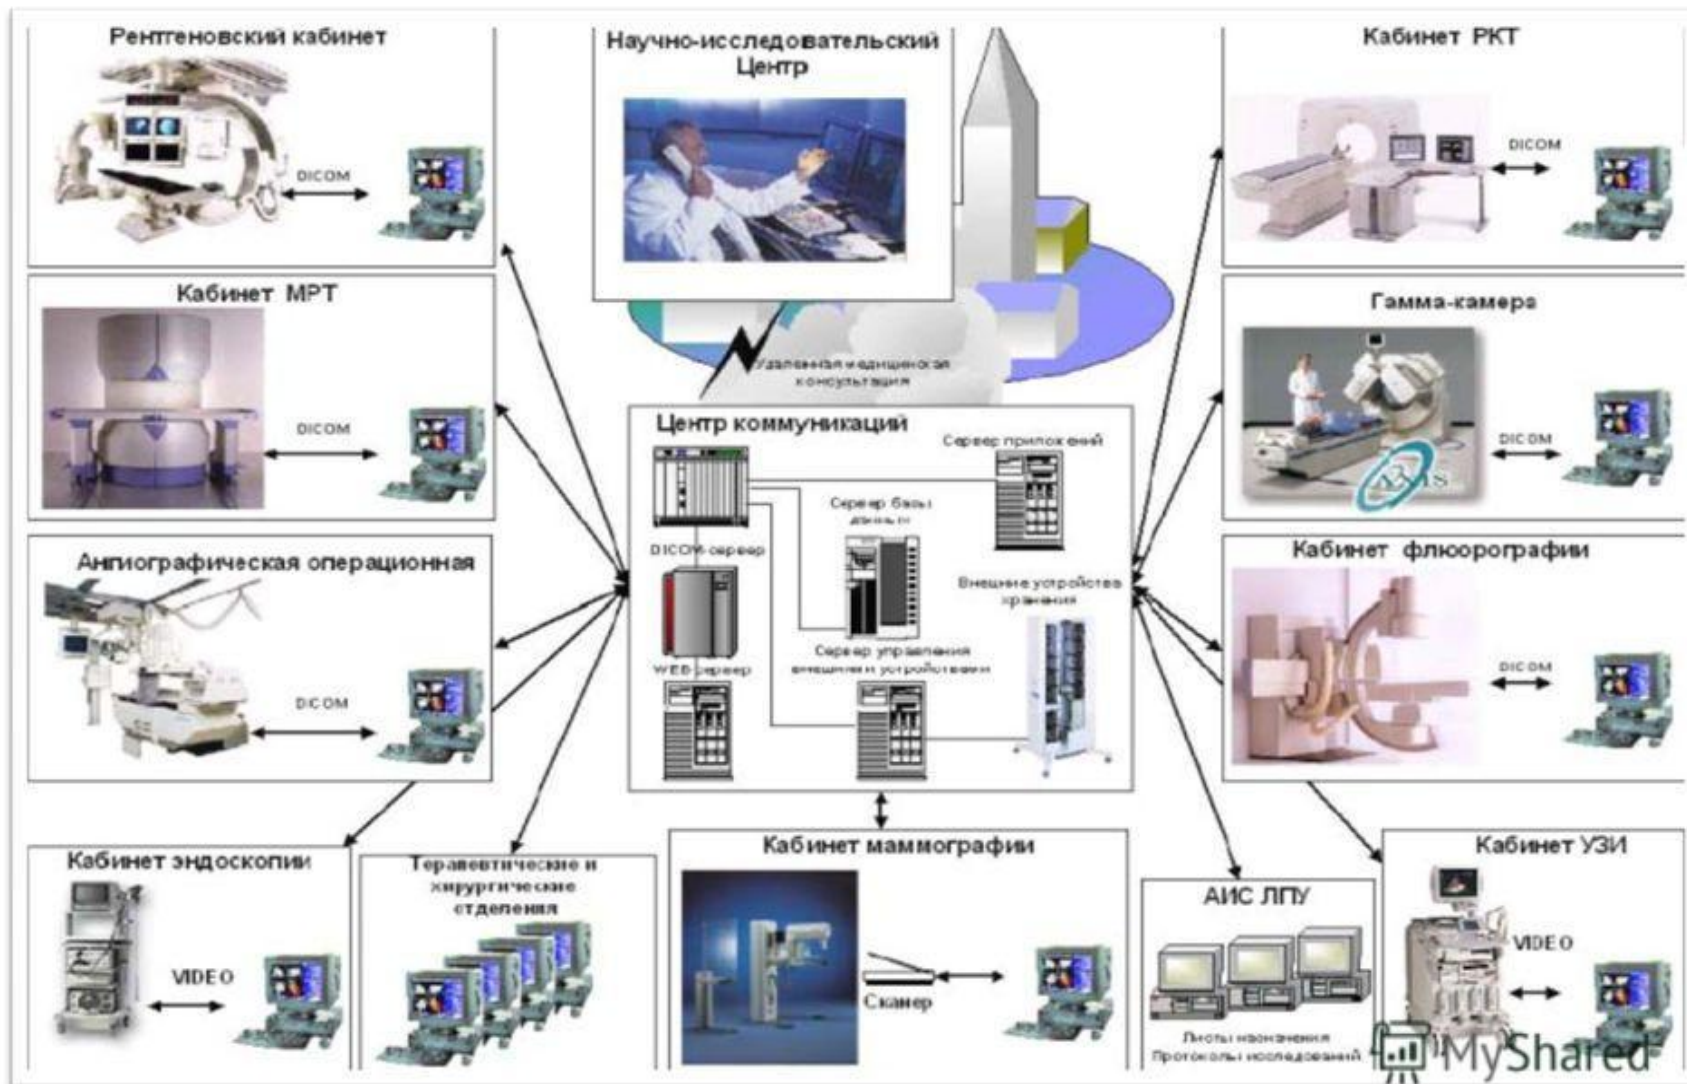 Рентгеновский кабинет
DICOM
Научно-исследовательский
Центр
Кабинет РКТ
DICOM
Кабинет МРТ
DICOM
Удаленная медицинская
консультация
Гамма-камера
DICOM
Центр коммуникаций
Сервер приложений
Сервер базы
данных
DICOM-сервер
Внешние устройства
хранения
WEB-сервер
Сервер управления
внешними устройствами
Ангиографическая операционная
DICOM
Кабинет флюорографии
DICOM
Кабинет эндоскопии
VIDEO
Терапевтические и
хирургические
отделения
Кабинет маммографии
Сканер
АИС ЛПУ
Листы назначения
Протоколы исследований
Кабинет УЗИ
VIDEO
MyShared